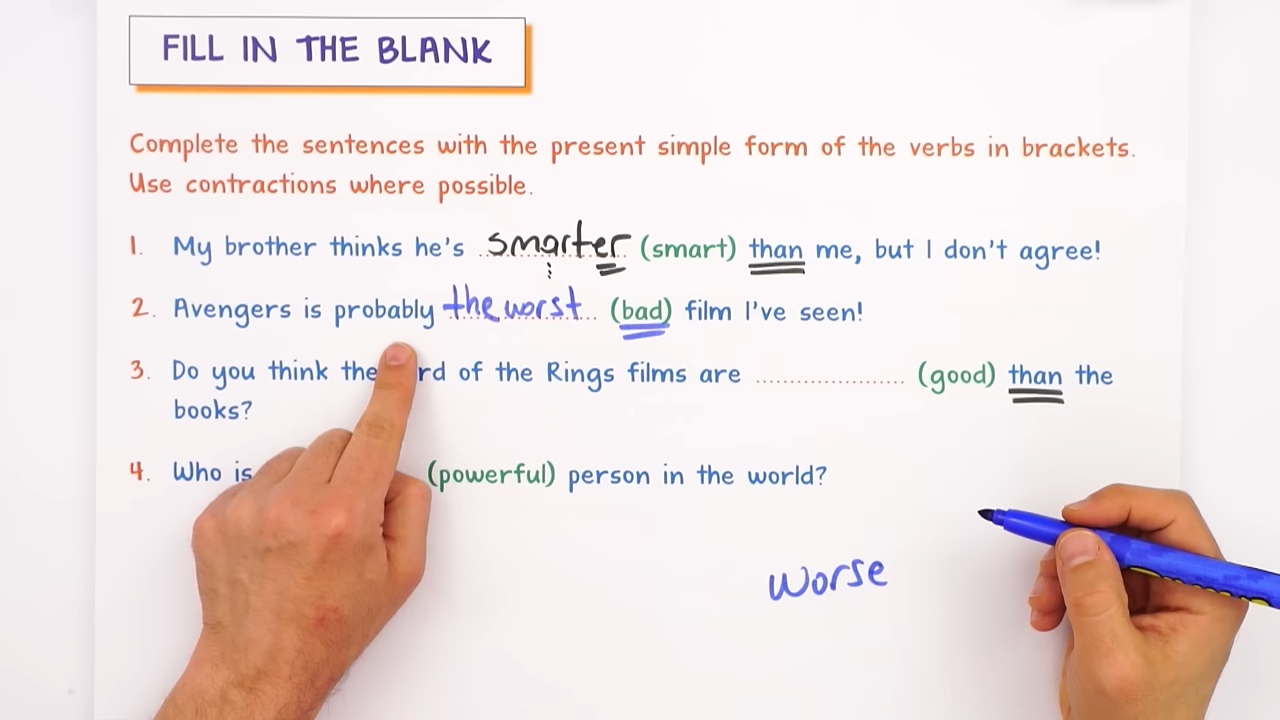 FILL IN THE BLANK
Complete the sentences with the present simple form of the verbs in brackets.
Use contractions where possible.
1. My brother thinks he's smarter (smart) than me, but I don't agree!
2. Avengers is probably the worst (bad) film I've seen!
3. Do you think the rd of the Rings films are .................... (good) than the
books?
4. Who is (powerful) person in the world?
worse